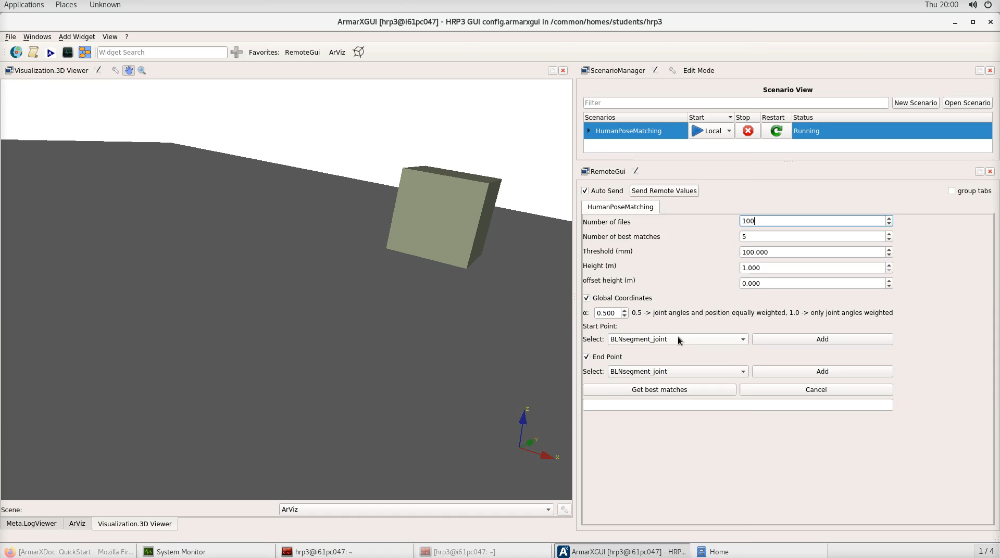 Applications Places Unknown Thu 20:00
ArmarXGUI [hrp3@i61pc047] - HRP3 GUI config.armarxgui in /common/homes/students/hrp3
File Windows Add Widget View ?
Widget Search Favorites: RemoteGui ArViz
Visualization.3D Viewer
Z
Y
X
Scene: ArViz
Meta.LogViewer ArViz Visualization.3D Viewer
ScenarioManager Edit Mode
Scenario View
Filter New Scenario Open Scenario
Scenarios Start Stop Restart Status
HumanPoseMatching Local Running
RemoteGui
Auto Send Send Remote Values group tabs
HumanPoseMatching
Number of files 100
Number of best matches 5
Threshold (mm) 100.000
Height (m) 1.000
offset height (m) 0.000
Global Coordinates
α: 0.500 0.5 -> joint angles and position equally weighted, 1.0 -> only joint angles weighted
Start Point:
Select: BLNsegment_joint Add
End Point
Select: BLNsegment_joint Add
Get best matches Cancel
[ArmarXDoc: QuickStart - Mozilla Fir... System Monitor hrp3@i61pc047: ~ [hrp3@i61pc047: ~] ArmarXGUI [hrp3@i61pc047] - HRP... Home 1 / 4